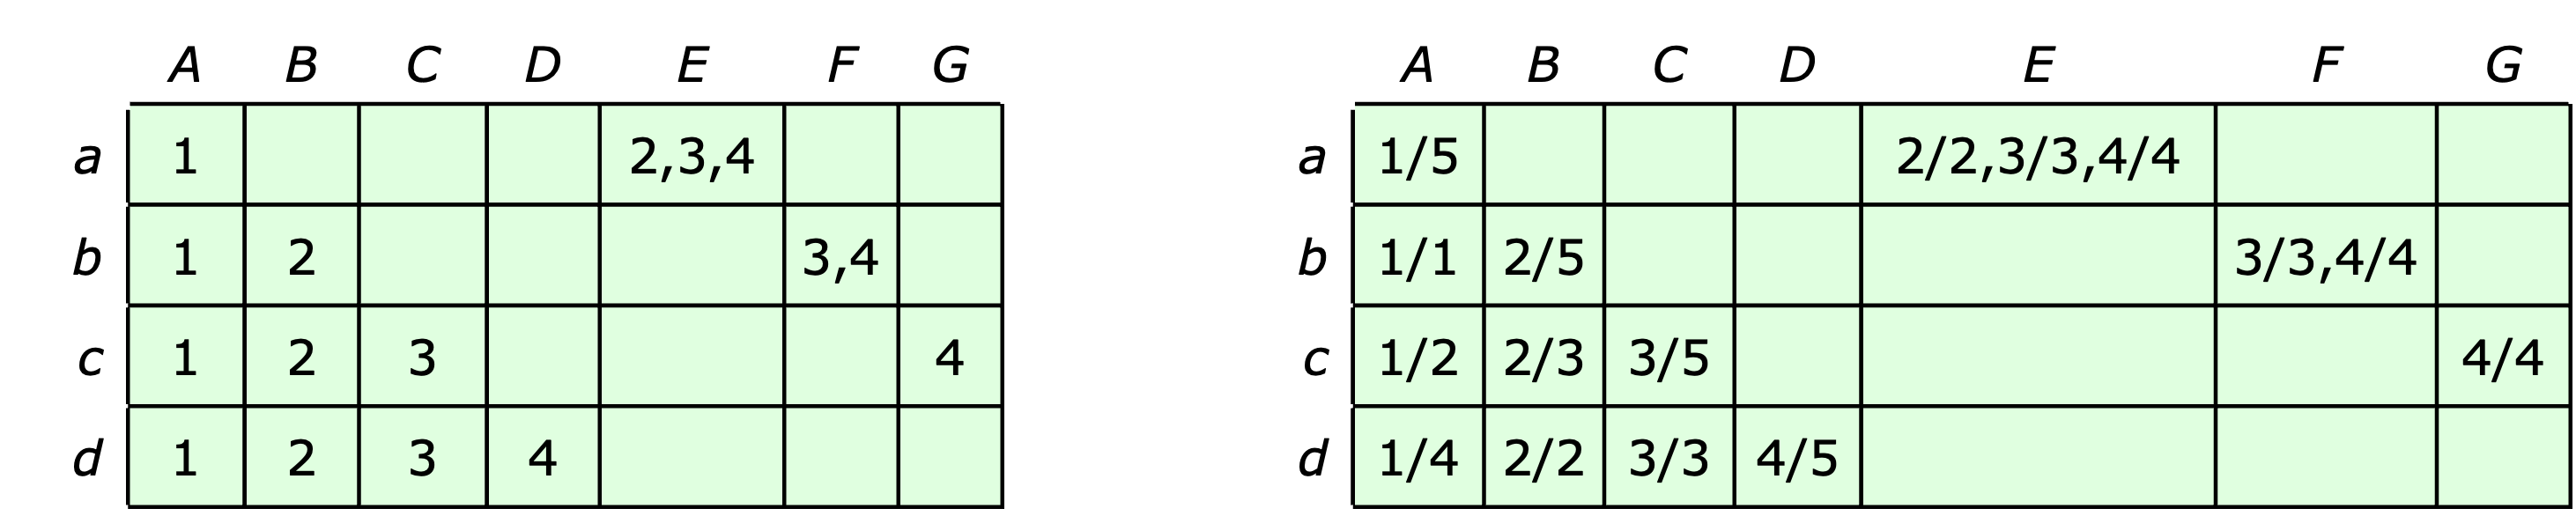 A B C D E F G
a 1 2,3,4
b 1 2 3,4
c 1 2 3 4
d 1 2 3 4
A B C D E F G
a 1/5 2/2,3/3,4/4
b 1/1 2/5 3/3,4/4
c 1/2 2/3 3/5 4/4
d 1/4 2/2 3/3 4/5